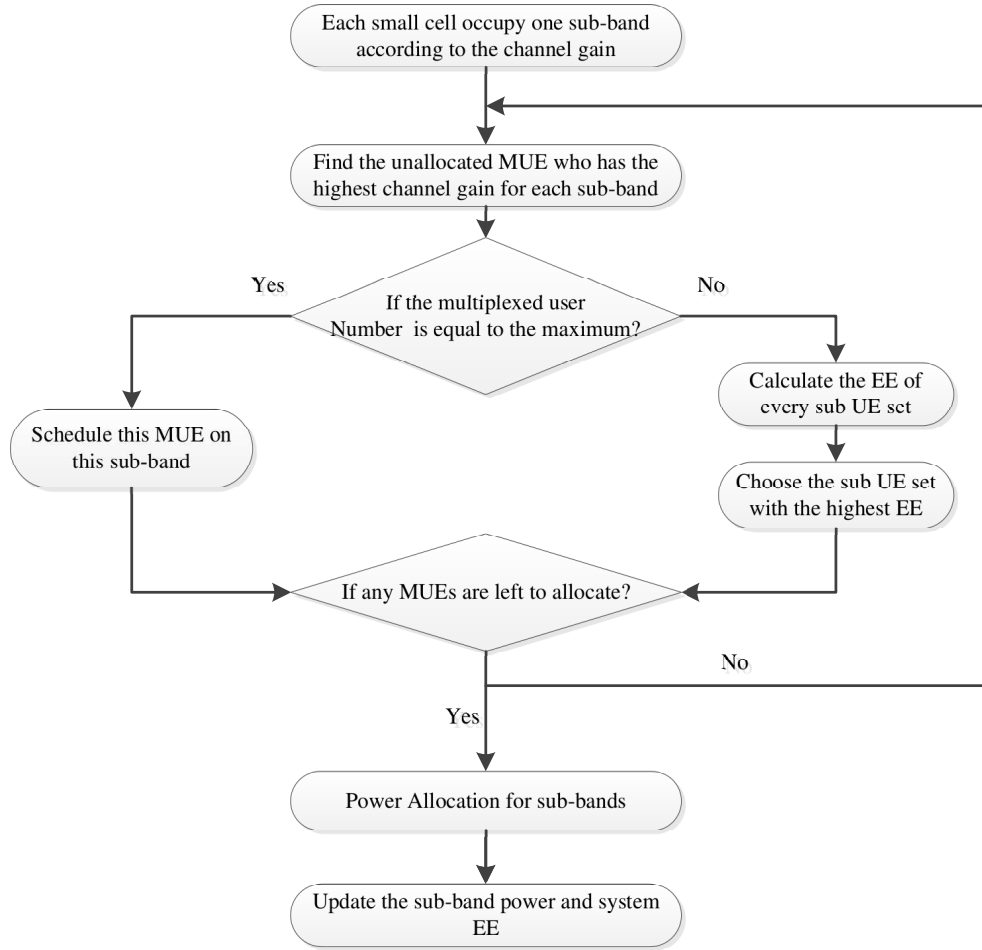 Each small cell occupy one sub-band
according to the channel gain
Find the unallocated MUE who has the
highest channel gain for each sub-band
Yes
No
If the multiplexed user
Number is equal to the maximum?
Calculate the EE of
every sub UE set
Schedule this MUE on
this sub-band
Choose the sub UE set
with the highest EE
If any MUEs are left to allocate?
No
Yes
Power Allocation for sub-bands
Update the sub-band power and system
EE